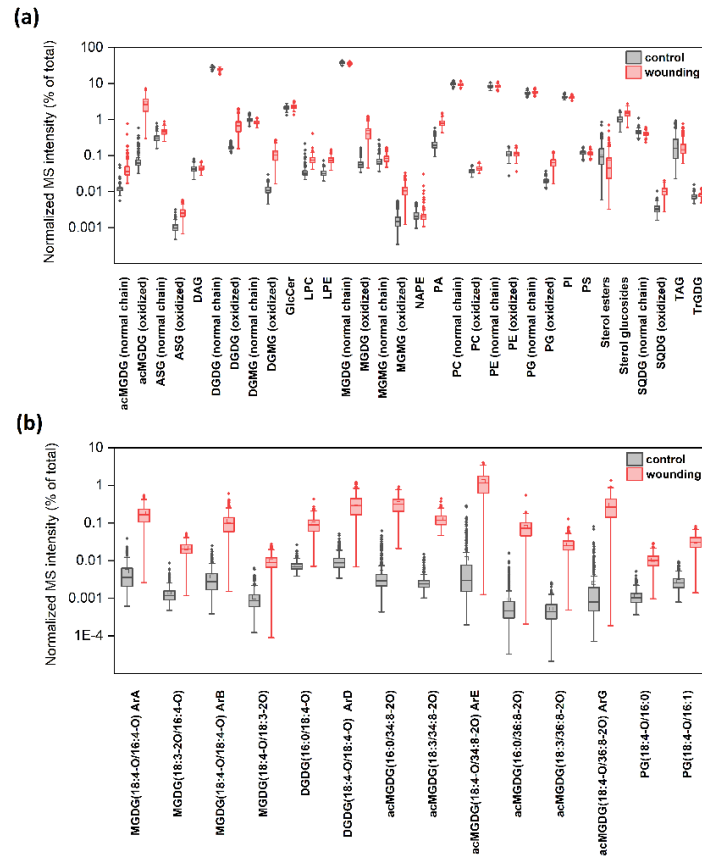 (a)
Normalized MS intensity (% of total)
100
10
1
0.1
0.01
0.001
control
wounding
acMGDG (normal chain)
acMGDG (oxidized)
ASG (normal chain)
ASG (oxidized)
DAG
DGDG (normal chain)
DGDG (oxidized)
DGMG (normal chain)
DGMG (oxidized)
GlcCer
LPC
LPE
MGDG (normal chain)
MGDG (oxidized)
MGMG (normal chain)
MGMG (oxidized)
NAPE
PA
PC (normal chain)
PC (oxidized)
PE (normal chain)
PE (oxidized)
PG (normal chain)
PG (oxidized)
PI
PS
Sterol esters
Sterol glucosides
SQDG (normal chain)
SQDG (oxidized)
TAG
TrGDG
(b)
Normalized MS intensity (% of total)
10
1
0.1
0.01
0.001
1E-4
control
wounding
MGDG(18:4-O/16:4-O) ArA
MGDG(18:3-2O/16:4-O)
MGDG(18:4-O/18:4-O) ArB
MGDG(18:4-O/18:3-2O)
DGDG(16:0/18:4-O)
DGDG(18:4-O/18:4-O) ArD
acMGDG(16:0/34:8-2O)
acMGDG(18:3/34:8-2O)
acMGDG(18:4-O/34:8-2O) ArE
acMGDG(16:0/36:8-2O)
acMGDG(18:3/36:8-2O)
acMGDG(18:4-O/36:8-2O) ArG
PG(18:4-O/16:0)
PG(18:4-O/16:1)